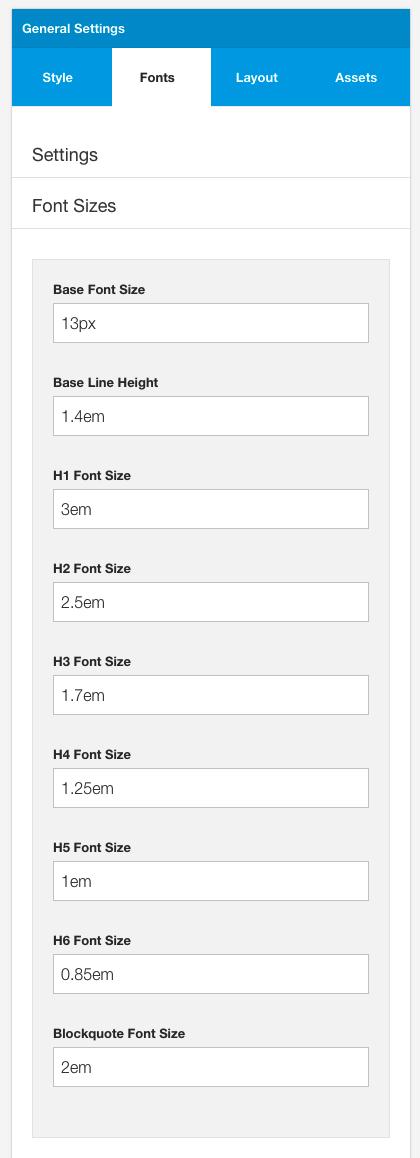 General Settings
Style Fonts Layout Assets
Settings
Font Sizes
Base Font Size
13px
Base Line Height
1.4em
H1 Font Size
3em
H2 Font Size
2.5em
H3 Font Size
1.7em
H4 Font Size
1.25em
H5 Font Size
1em
H6 Font Size
0.85em
Blockquote Font Size
2em